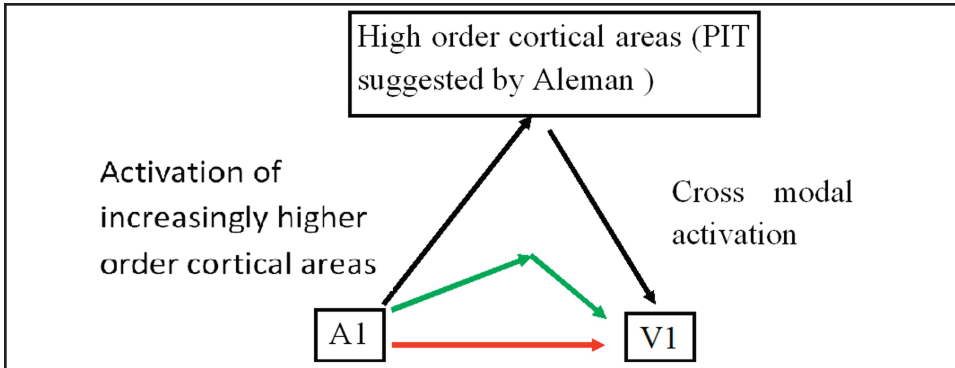 High order cortical areas (PIT
suggested by Aleman )
Activation of
increasingly higher
order cortical areas
Cross modal
activation
A1
V1